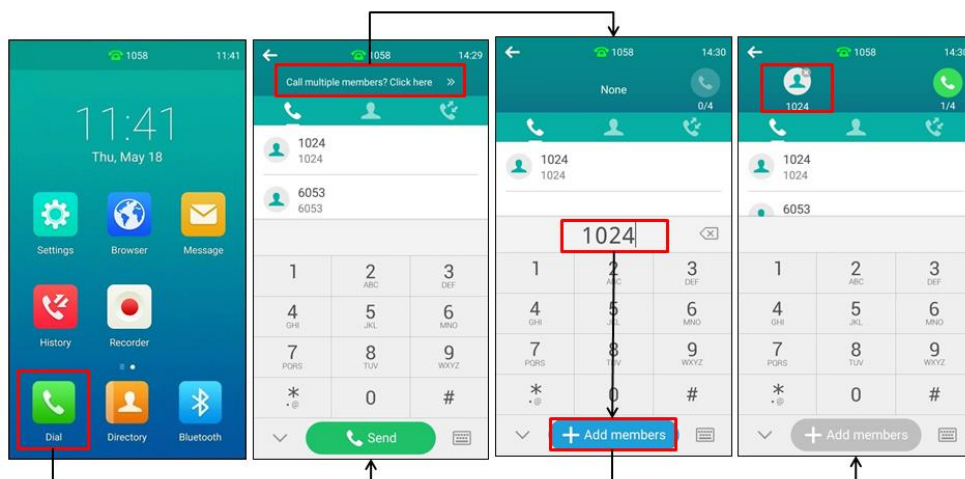 1058 11:41
11:41
Thu, May 18
Settings Browser Message
History Recorder
Dial Directory Bluetooth
1058 14:29
Call multiple members? Click here »
1024
1024
6053
6053
1 2 3
ABC DEF
4 5 6
GHI JKL MNO
7 8 9
PQRS TUV WXYZ
* 0 #
. @
Send
1058 14:30
None
0/4
1024
1024
1024
1 2 3
ABC DEF
4 5 6
GHI JKL MNO
7 8 9
PQRS TUV WXYZ
* 0 #
. @
+ Add members
1058 14:30
1024 1/4
1024
1024
6053
1 2 3
ABC DEF
4 5 6
GHI JKL MNO
7 8 9
PQRS TUV WXYZ
* 0 #
. @
+ Add members